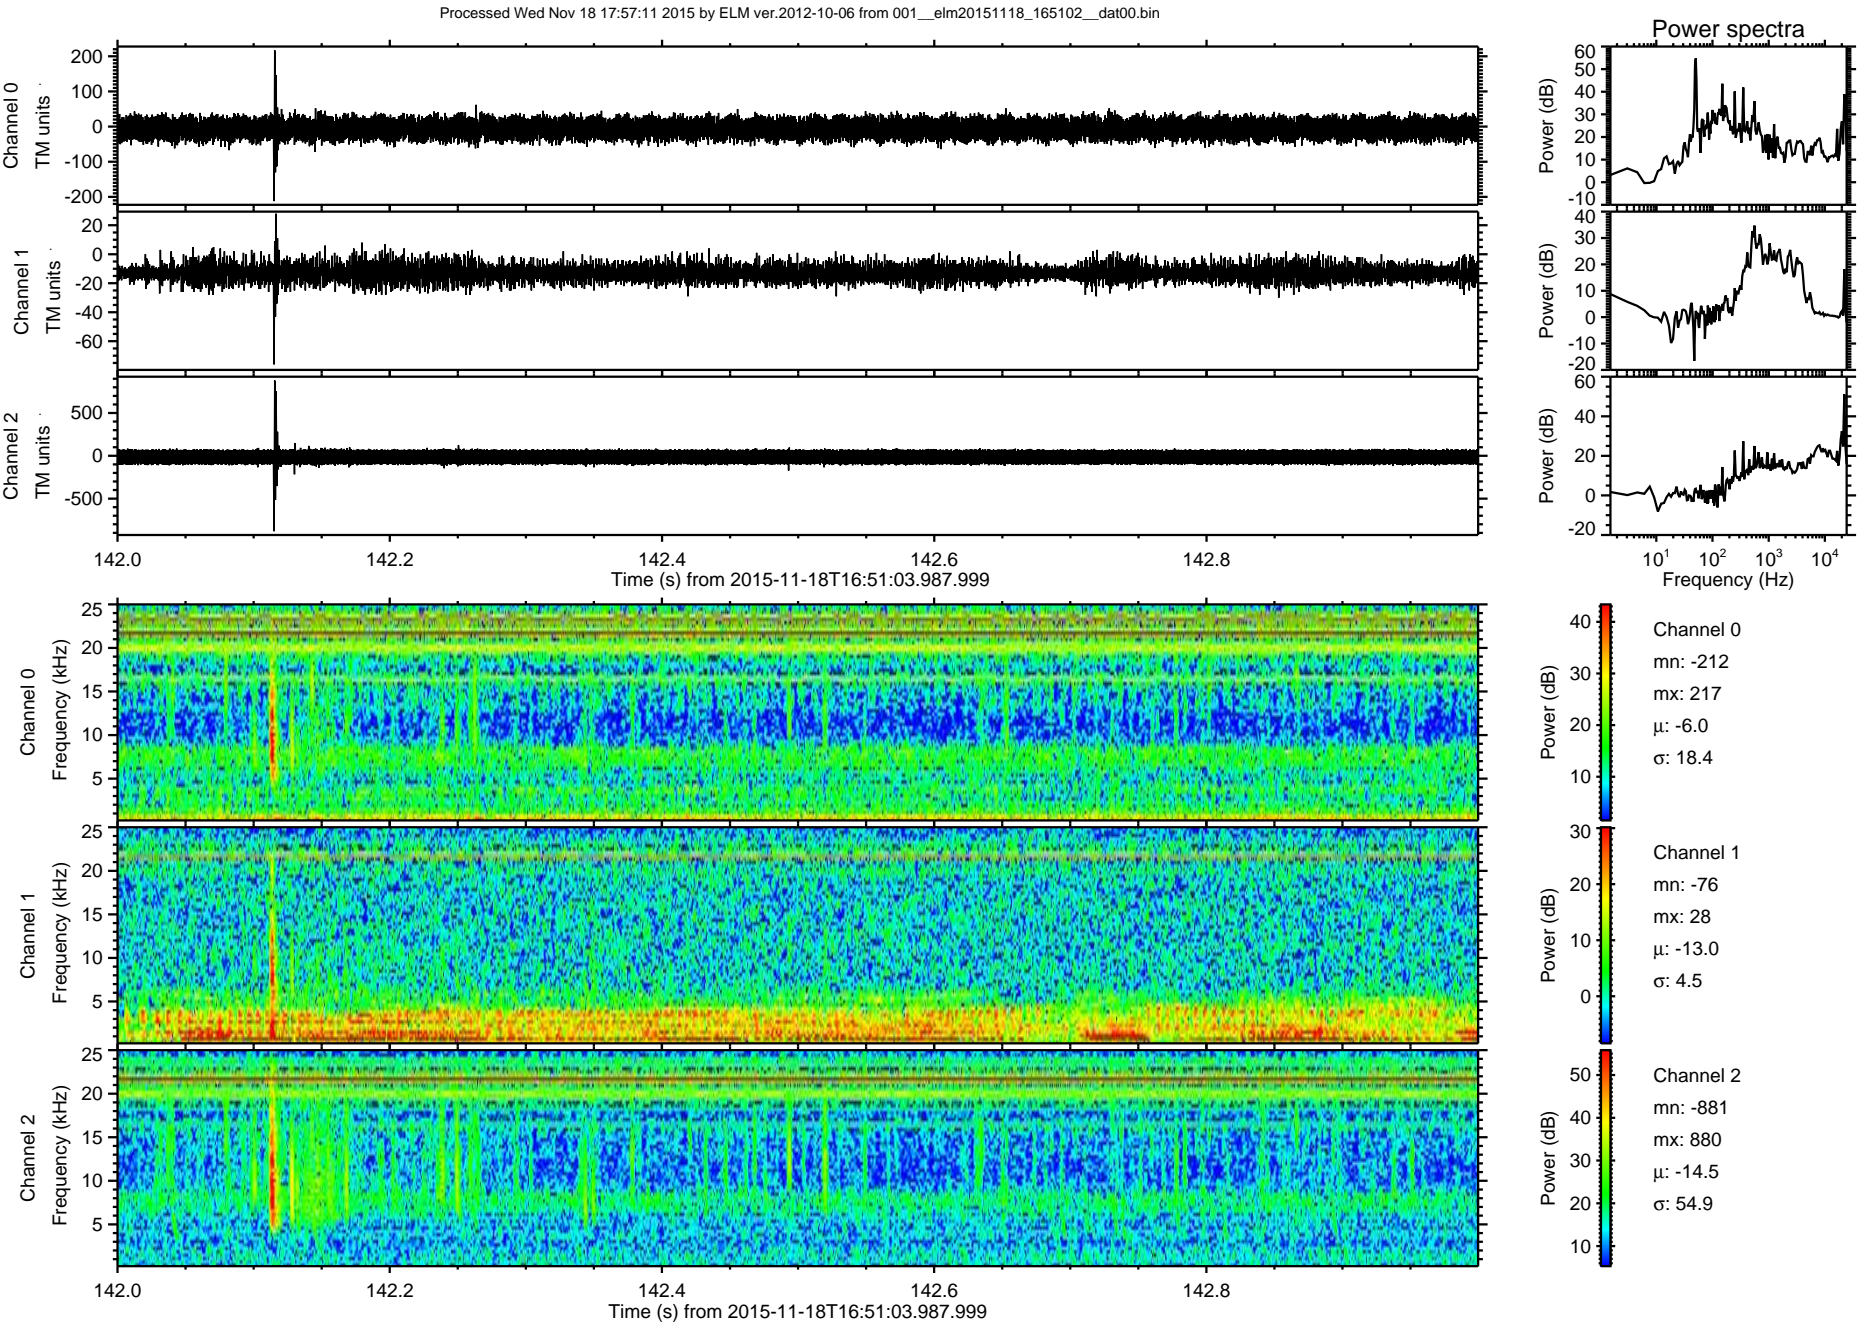 Processed Wed Nov 18 17:57:11 2015 by ELM ver.2012-10-06 from 001__elm20151118_165102__dat00.bin
Power spectra
Channel 0
TM units
200
100
0
-100
-200
Power (dB)
60
50
40
30
20
10
0
-10
Channel 1
TM units
20
0
-20
-40
-60
Power (dB)
40
30
20
10
0
-10
-20
Channel 2
TM units
500
0
-500
Power (dB)
60
40
20
0
-20
142.0 142.2 142.4 142.6 142.8
Time (s) from 2015-11-18T16:51:03.987.999
10^1 10^2 10^3 10^4
Frequency (Hz)
Channel 0
Frequency (kHz)
25
20
15
10
5
Power (dB)
40
30
20
10
Channel 0
mn: -212
mx: 217
μ: -6.0
σ: 18.4
Channel 1
Frequency (kHz)
25
20
15
10
5
Power (dB)
30
20
10
0
Channel 1
mn: -76
mx: 28
μ: -13.0
σ: 4.5
Channel 2
Frequency (kHz)
25
20
15
10
5
Power (dB)
50
40
30
20
10
Channel 2
mn: -881
mx: 880
μ: -14.5
σ: 54.9
142.0 142.2 142.4 142.6 142.8
Time (s) from 2015-11-18T16:51:03.987.999